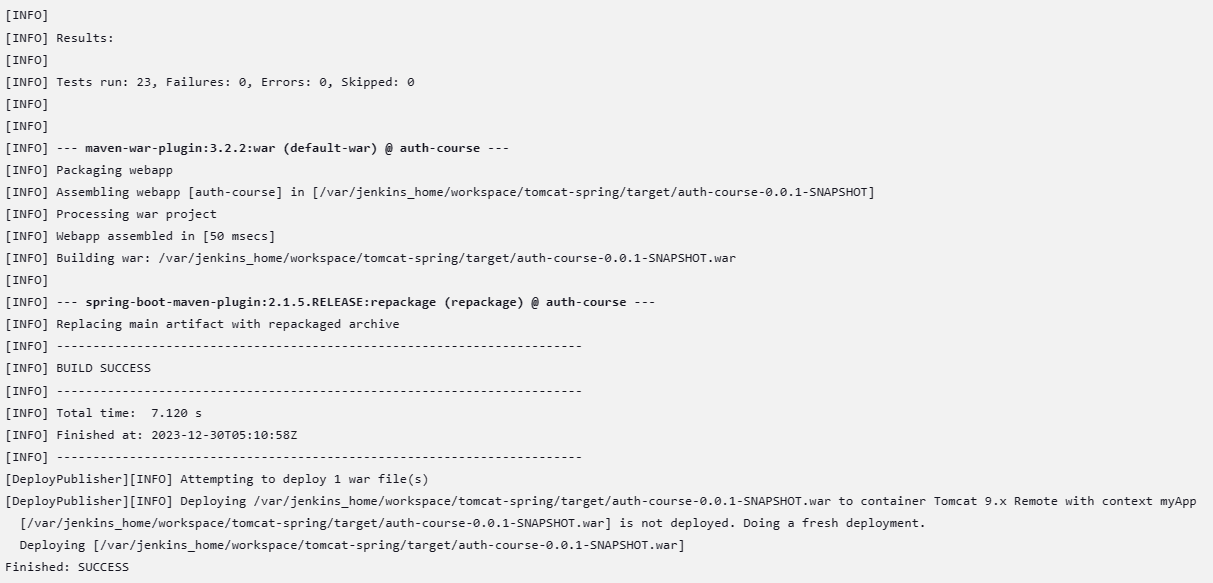 [INFO]
[INFO] Results:
[INFO]
[INFO] Tests run: 23, Failures: 0, Errors: 0, Skipped: 0
[INFO]
[INFO]
[INFO] --- maven-war-plugin:3.2.2:war (default-war) @ auth-course ---
[INFO] Packaging webapp
[INFO] Assembling webapp [auth-course] in [/var/jenkins_home/workspace/tomcat-spring/target/auth-course-0.0.1-SNAPSHOT]
[INFO] Processing war project
[INFO] Webapp assembled in [50 msecs]
[INFO] Building war: /var/jenkins_home/workspace/tomcat-spring/target/auth-course-0.0.1-SNAPSHOT.war
[INFO]
[INFO] --- spring-boot-maven-plugin:2.1.5.RELEASE:repackage (repackage) @ auth-course ---
[INFO] Replacing main artifact with repackaged archive
[INFO] ------------------------------------------------------------------------
[INFO] BUILD SUCCESS
[INFO] ------------------------------------------------------------------------
[INFO] Total time:  7.120 s
[INFO] Finished at: 2023-12-30T05:10:58Z
[INFO] ------------------------------------------------------------------------
[DeployPublisher][INFO] Attempting to deploy 1 war file(s)
[DeployPublisher][INFO] Deploying /var/jenkins_home/workspace/tomcat-spring/target/auth-course-0.0.1-SNAPSHOT.war to container Tomcat 9.x Remote with context myApp
  [/var/jenkins_home/workspace/tomcat-spring/target/auth-course-0.0.1-SNAPSHOT.war] is not deployed. Doing a fresh deployment.
  Deploying [/var/jenkins_home/workspace/tomcat-spring/target/auth-course-0.0.1-SNAPSHOT.war]
Finished: SUCCESS